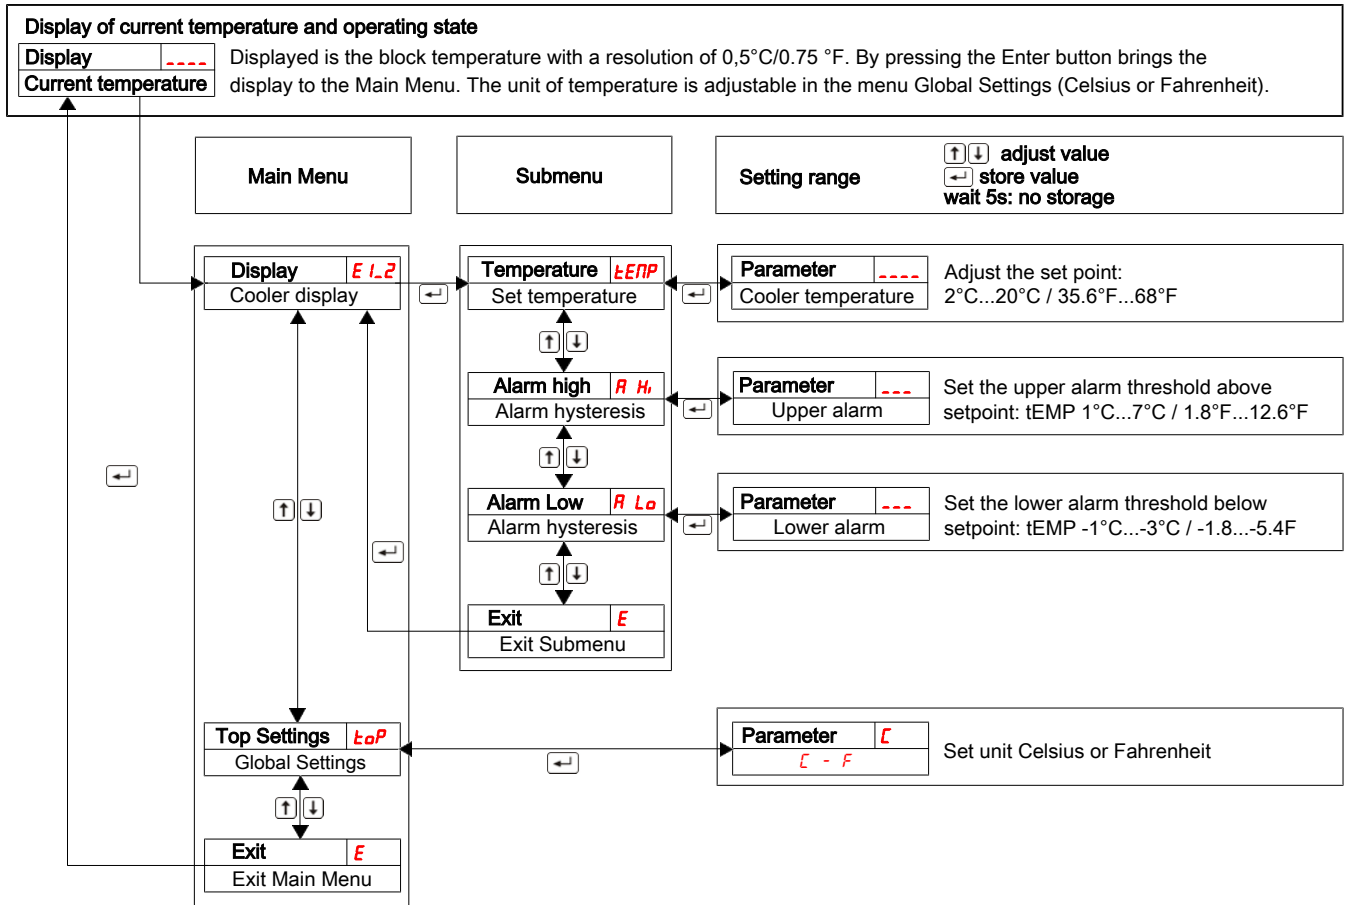 Display of current temperature and operating state
Display ----
Current temperature
Displayed is the block temperature with a resolution of 0,5°C/0.75 °F. By pressing the Enter button brings the
display to the Main Menu. The unit of temperature is adjustable in the menu Global Settings (Celsius or Fahrenheit).
Main Menu
Submenu
Setting range
↑ ↓ adjust value
↵ store value
wait 5s: no storage
Display E1_2
Cooler display
↵
Temperature tEMP
Set temperature
↵
Parameter ----
Cooler temperature
Adjust the set point:
2°C...20°C / 35.6°F...68°F
↑ ↓
Alarm high A Hi
Alarm hysteresis
↵
Parameter ---
Upper alarm
Set the upper alarm threshold above
setpoint: tEMP 1°C...7°C / 1.8°F...12.6°F
↑ ↓
↵
↑ ↓
Alarm Low A Lo
Alarm hysteresis
↵
Parameter ---
Lower alarm
Set the lower alarm threshold below
setpoint: tEMP -1°C...-3°C / -1.8...-5.4F
↵
↑ ↓
Exit E
Exit Submenu
Top Settings toP
Global Settings
↵
Parameter C
C - F
Set unit Celsius or Fahrenheit
↑ ↓
Exit E
Exit Main Menu